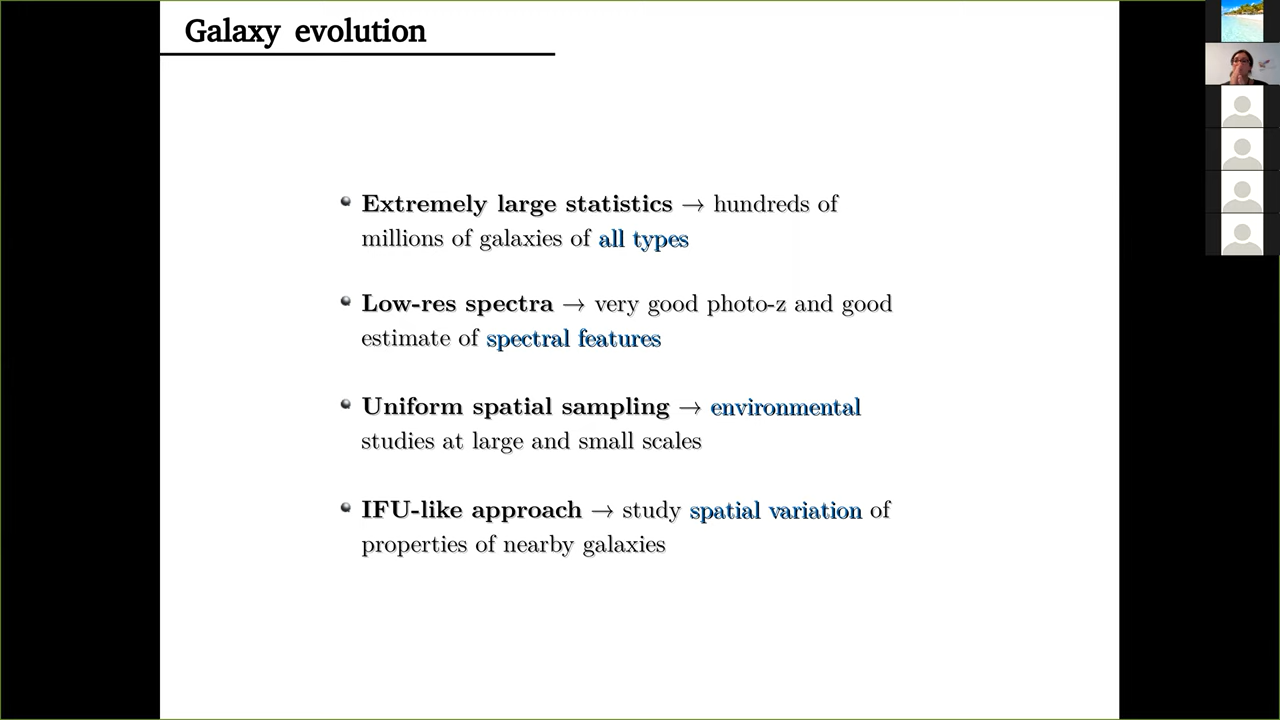 Galaxy evolution
Extremely large statistics → hundreds of
millions of galaxies of all types
Low-res spectra → very good photo-z and good
estimate of spectral features
Uniform spatial sampling → environmental
studies at large and small scales
IFU-like approach → study spatial variation of
properties of nearby galaxies